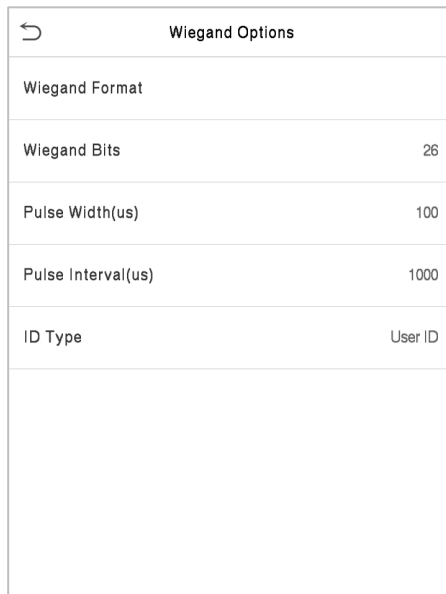 Wiegand Options
Wiegand Format
Wiegand Bits 26
Pulse Width(us) 100
Pulse Interval(us) 1000
ID Type User ID